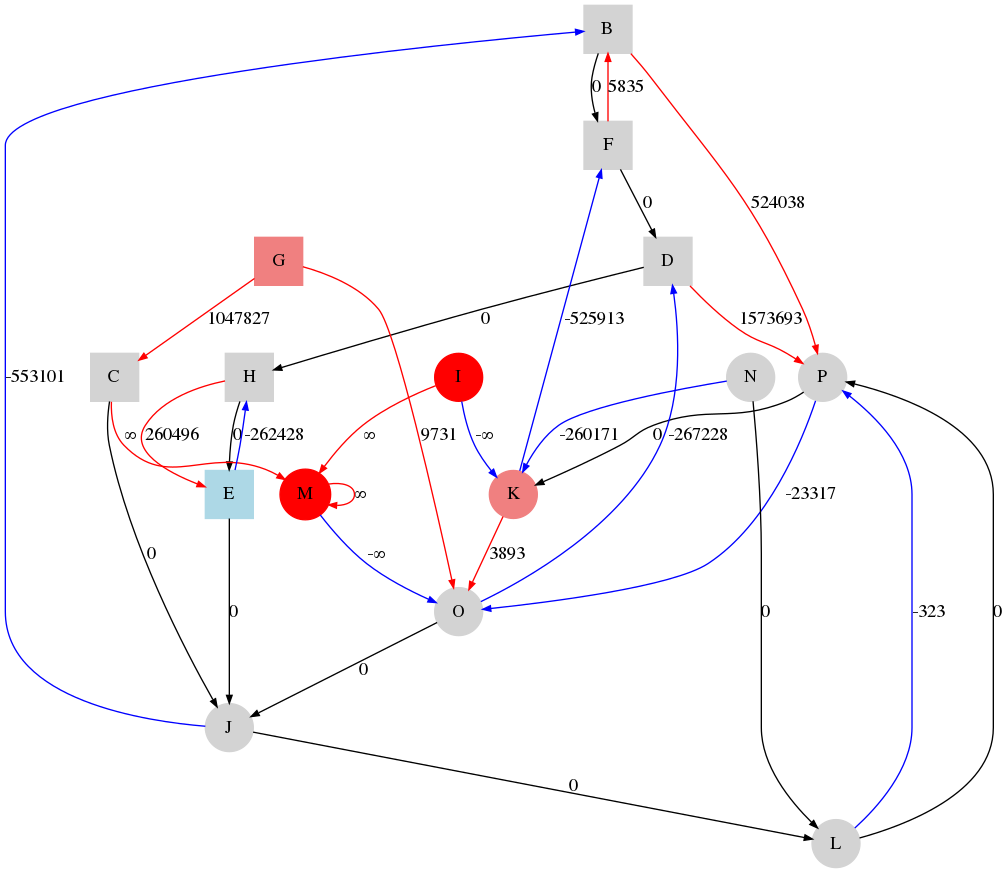 B
0 5835
F
0 524038
G D
1047827 0 -525913 1573693
-553101 C H I N P
∞ 260496 0 -262428 ∞ -∞ 9731 -260171 0 -267228
E M ∞ K -23317
0 -∞ 3893
0 O 0 -323 0
0
J
0
L